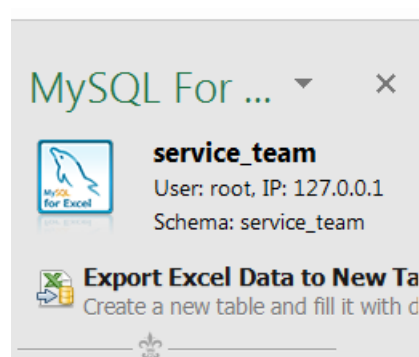 MySQL For ...
MySQL
for Excel
service_team
User: root, IP: 127.0.0.1
Schema: service_team
Export Excel Data to New Ta
Create a new table and fill it with d